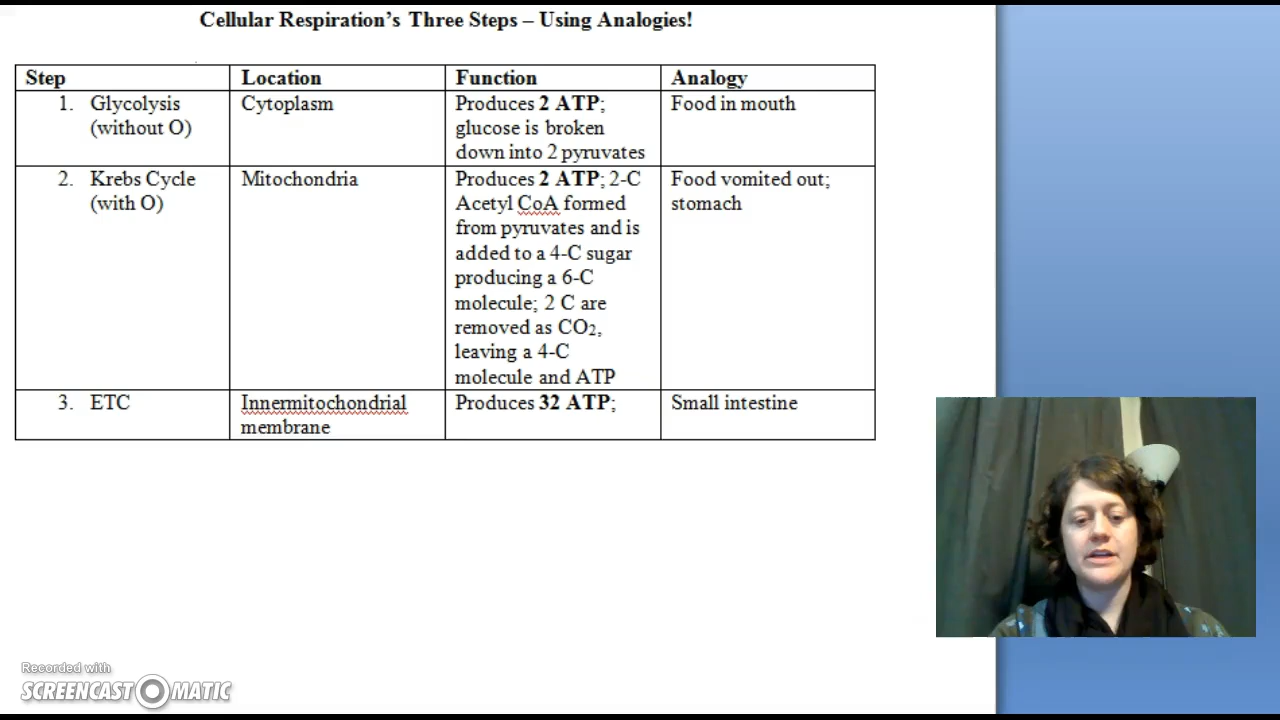 Cellular Respiration’s Three Steps – Using Analogies!
Step
Location
Function
Analogy
1. Glycolysis
(without O)
Cytoplasm
Produces 2 ATP;
glucose is broken
down into 2 pyruvates
Food in mouth
2. Krebs Cycle
(with O)
Mitochondria
Produces 2 ATP; 2-C
Acetyl CoA formed
from pyruvates and is
added to a 4-C sugar
producing a 6-C
molecule; 2 C are
removed as CO2,
leaving a 4-C
molecule and ATP
Food vomited out;
stomach
3. ETC
Innermitochondrial
membrane
Produces 32 ATP;
Small intestine
Recorded with
SCREENCAST MATIC